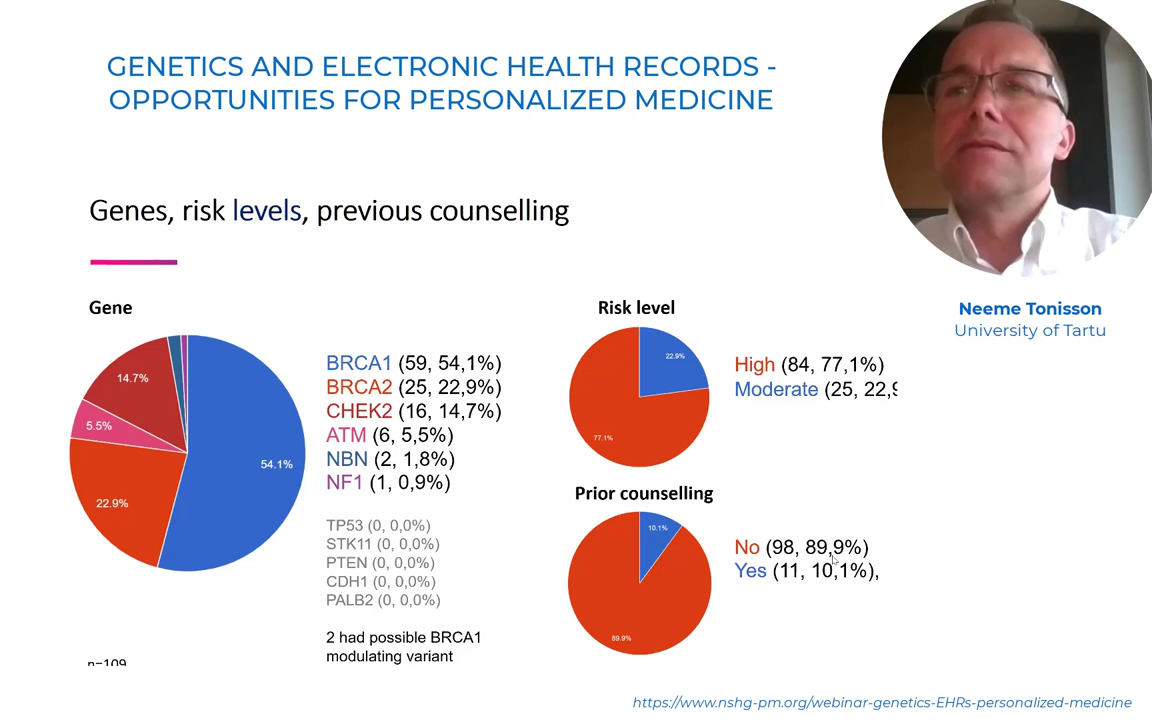 GENETICS AND ELECTRONIC HEALTH RECORDS -
OPPORTUNITIES FOR PERSONALIZED MEDICINE
Neeme Tonisson
University of Tartu
Genes, risk levels, previous counselling
Gene
54.1%
22.9%
5.5%
14.7%
BRCA1 (59, 54,1%)
BRCA2 (25, 22,9%)
CHEK2 (16, 14,7%)
ATM (6, 5,5%)
NBN (2, 1,8%)
NF1 (1, 0,9%)
TP53 (0, 0,0%)
STK11 (0, 0,0%)
PTEN (0, 0,0%)
CDH1 (0, 0,0%)
PALB2 (0, 0,0%)
2 had possible BRCA1
modulating variant
n=109
Risk level
22.9%
77.1%
High (84, 77,1%)
Moderate (25, 22,9
Prior counselling
10.1%
89.9%
No (98, 89,9%)
Yes (11, 10,1%),
https://www.nshg-pm.org/webinar-genetics-EHRs-personalized-medicine